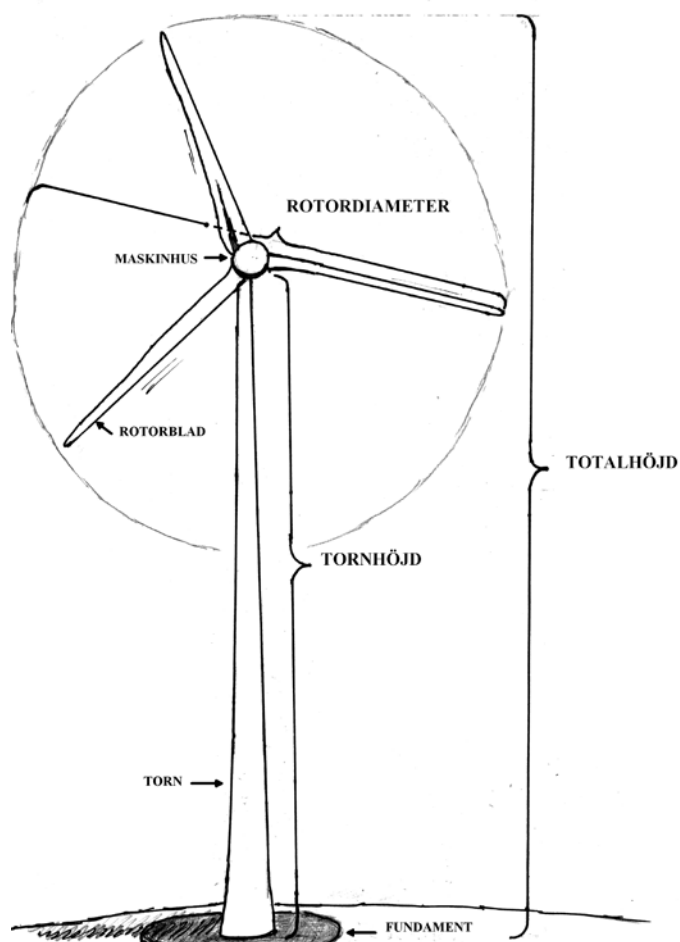 ROTORDIAMETER
MASKINHUS
ROTORBLAD
TOTALHÖJD
TORNHÖJD
TORN
FUNDAMENT